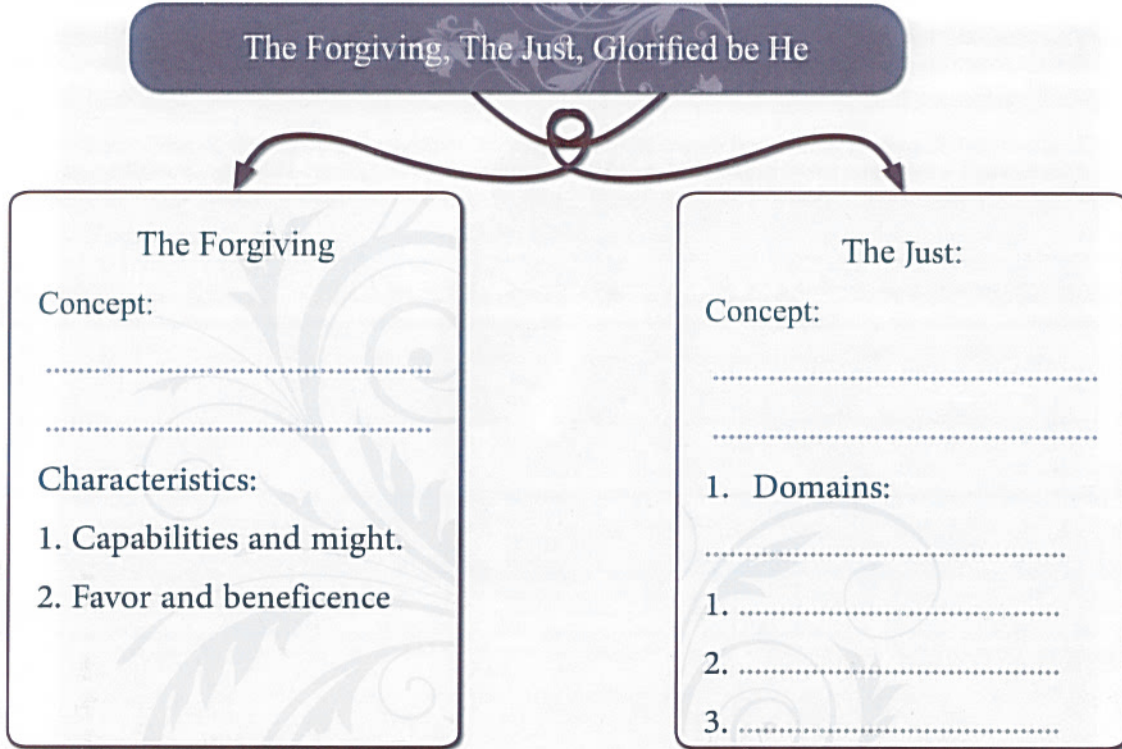 The Forgiving, The Just, Glorified be He
The Forgiving
Concept:
................................................
................................................
Characteristics:
1. Capabilities and might.
2. Favor and beneficence
The Just:
Concept:
................................................
................................................
1. Domains:
................................................
1. ................................................
2. ................................................
3. ................................................